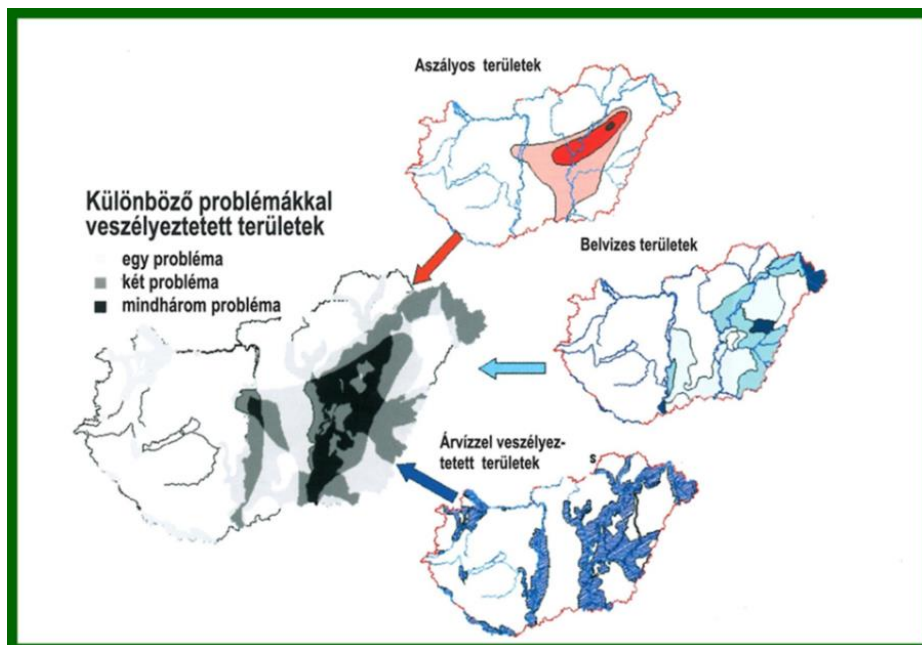 Aszályos területek
Különböző problémákkal
veszélyeztetett területek
egy probléma
két probléma
mindhárom probléma
Belvizes területek
Árvízzel veszélyez-
tetett területek
s